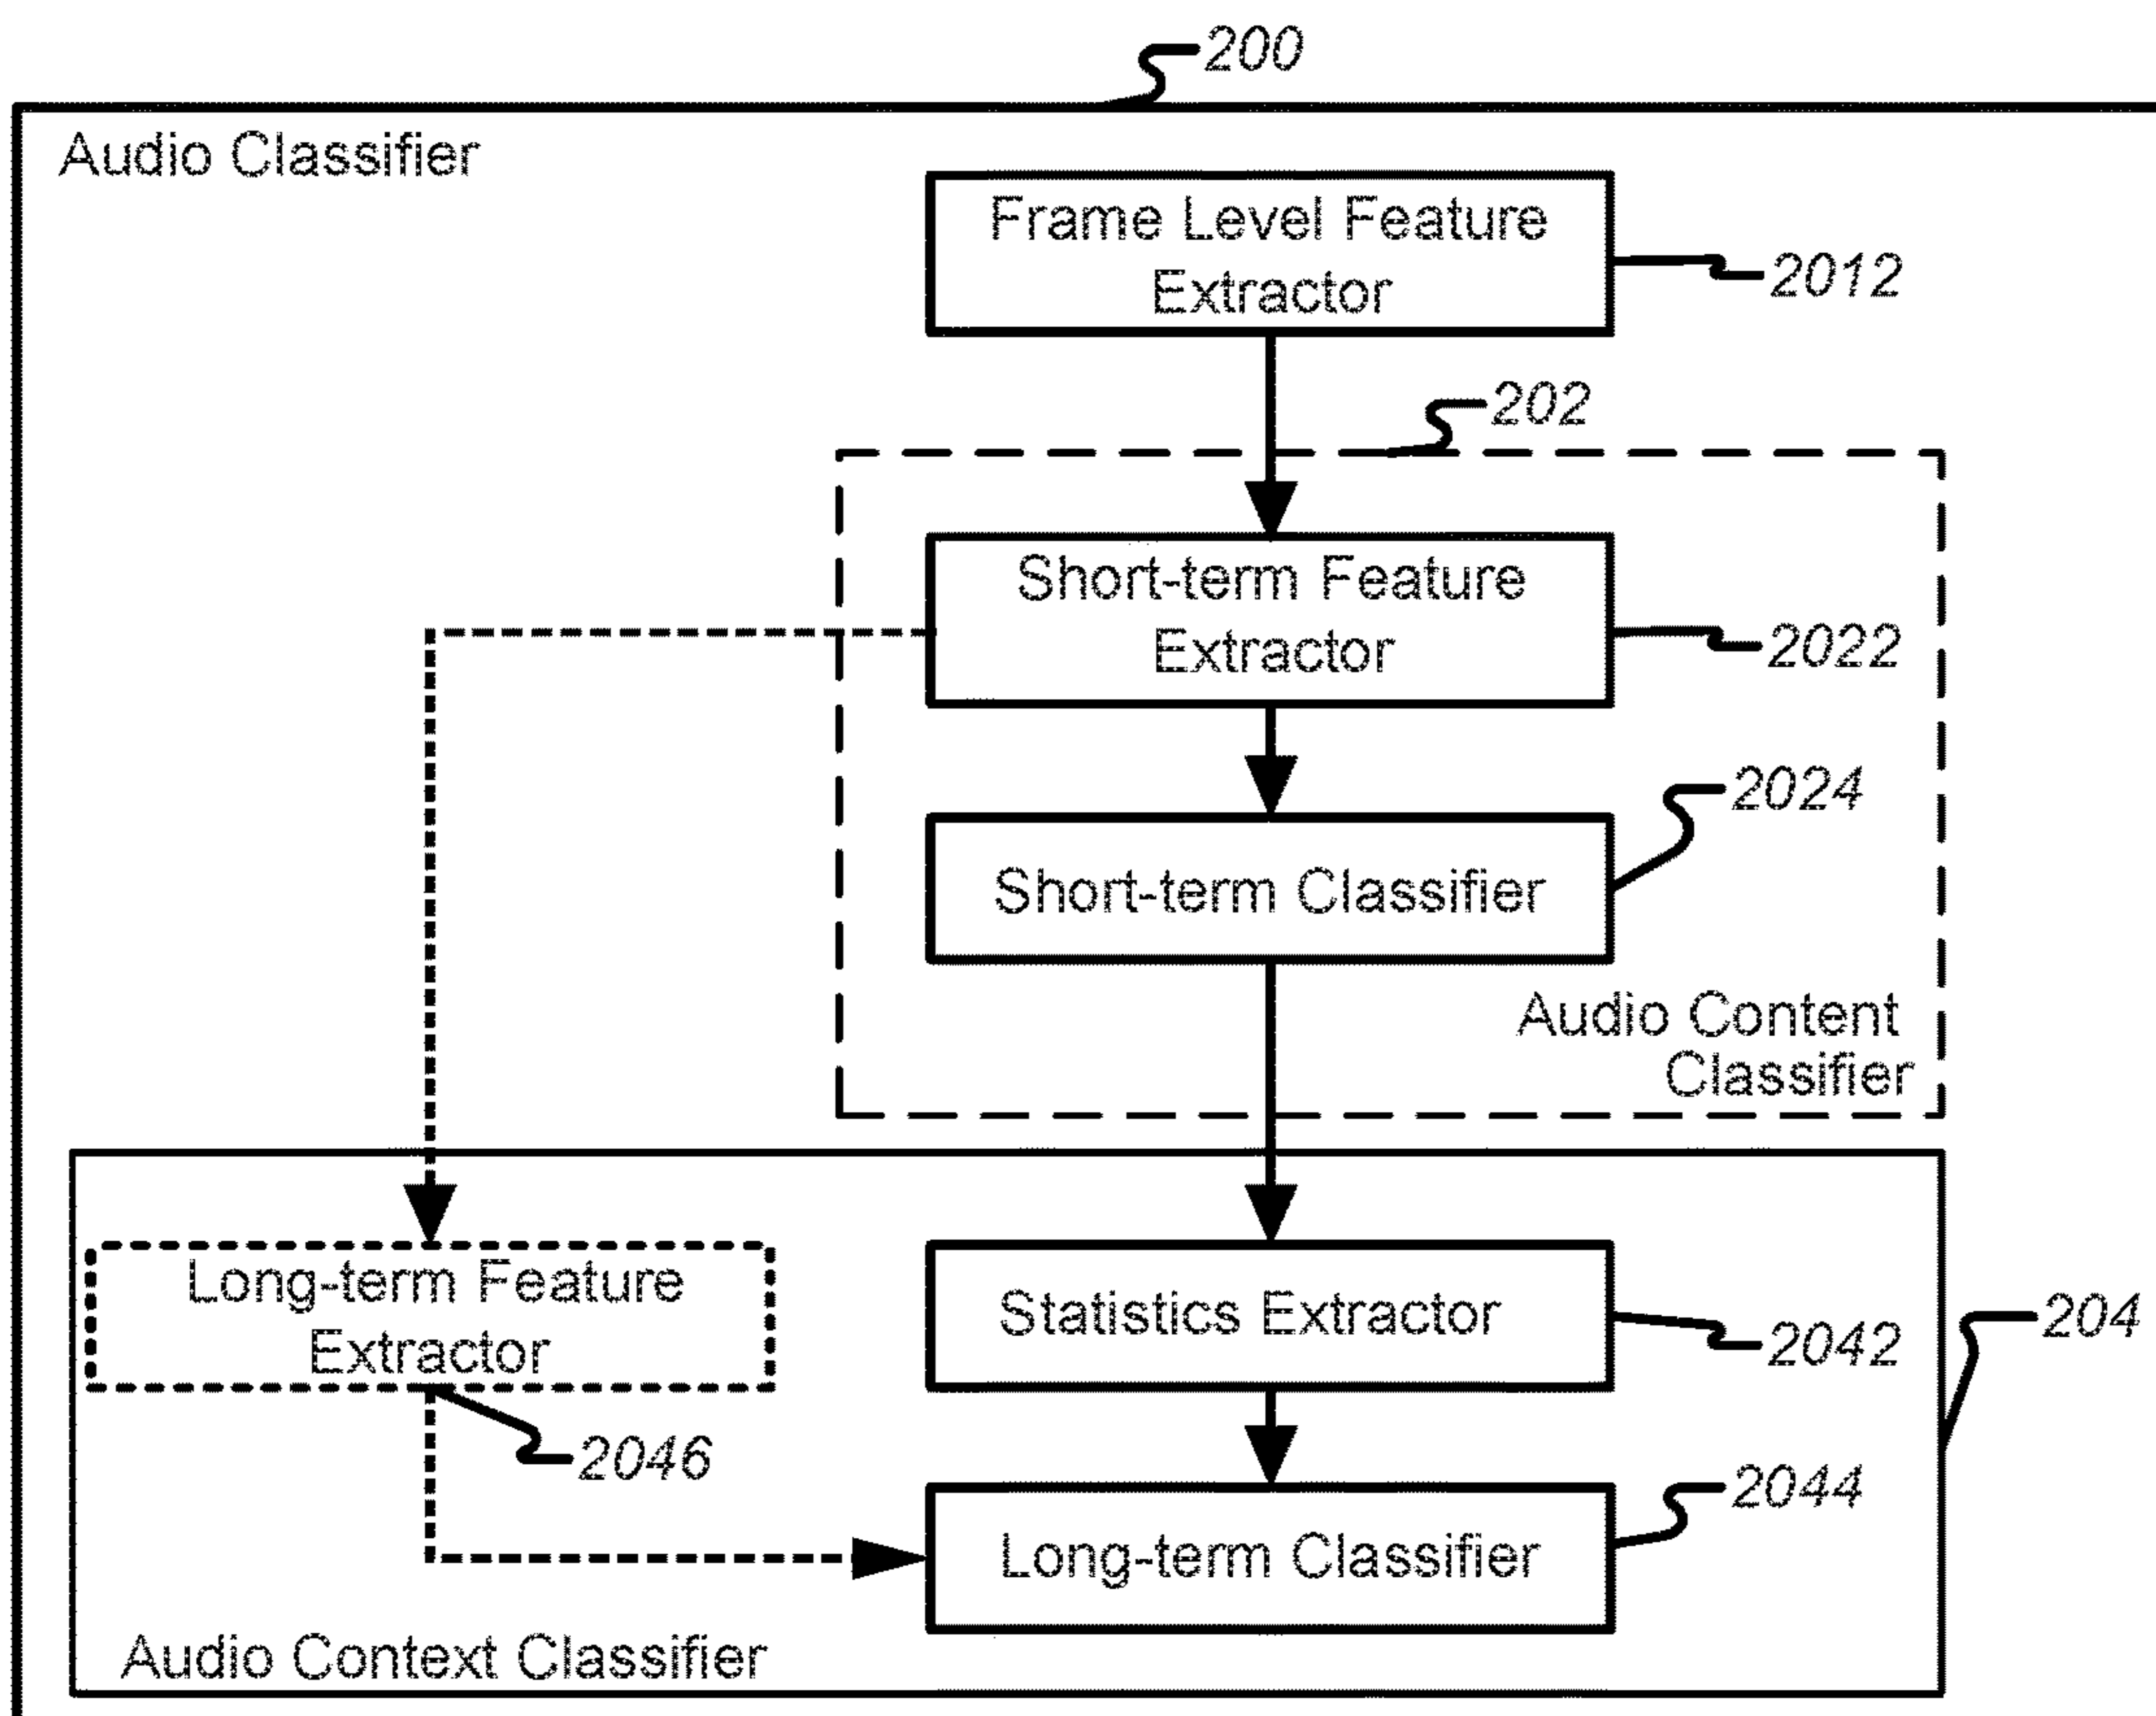 200
Audio Classifier
Frame Level Feature
Extractor
2012
202
Short-term Feature
Extractor
2022
2024
Short-term Classifier
Audio Content
Classifier
Long-term Feature
Extractor
Statistics Extractor
204
2042
2046
2044
Long-term Classifier
Audio Context Classifier